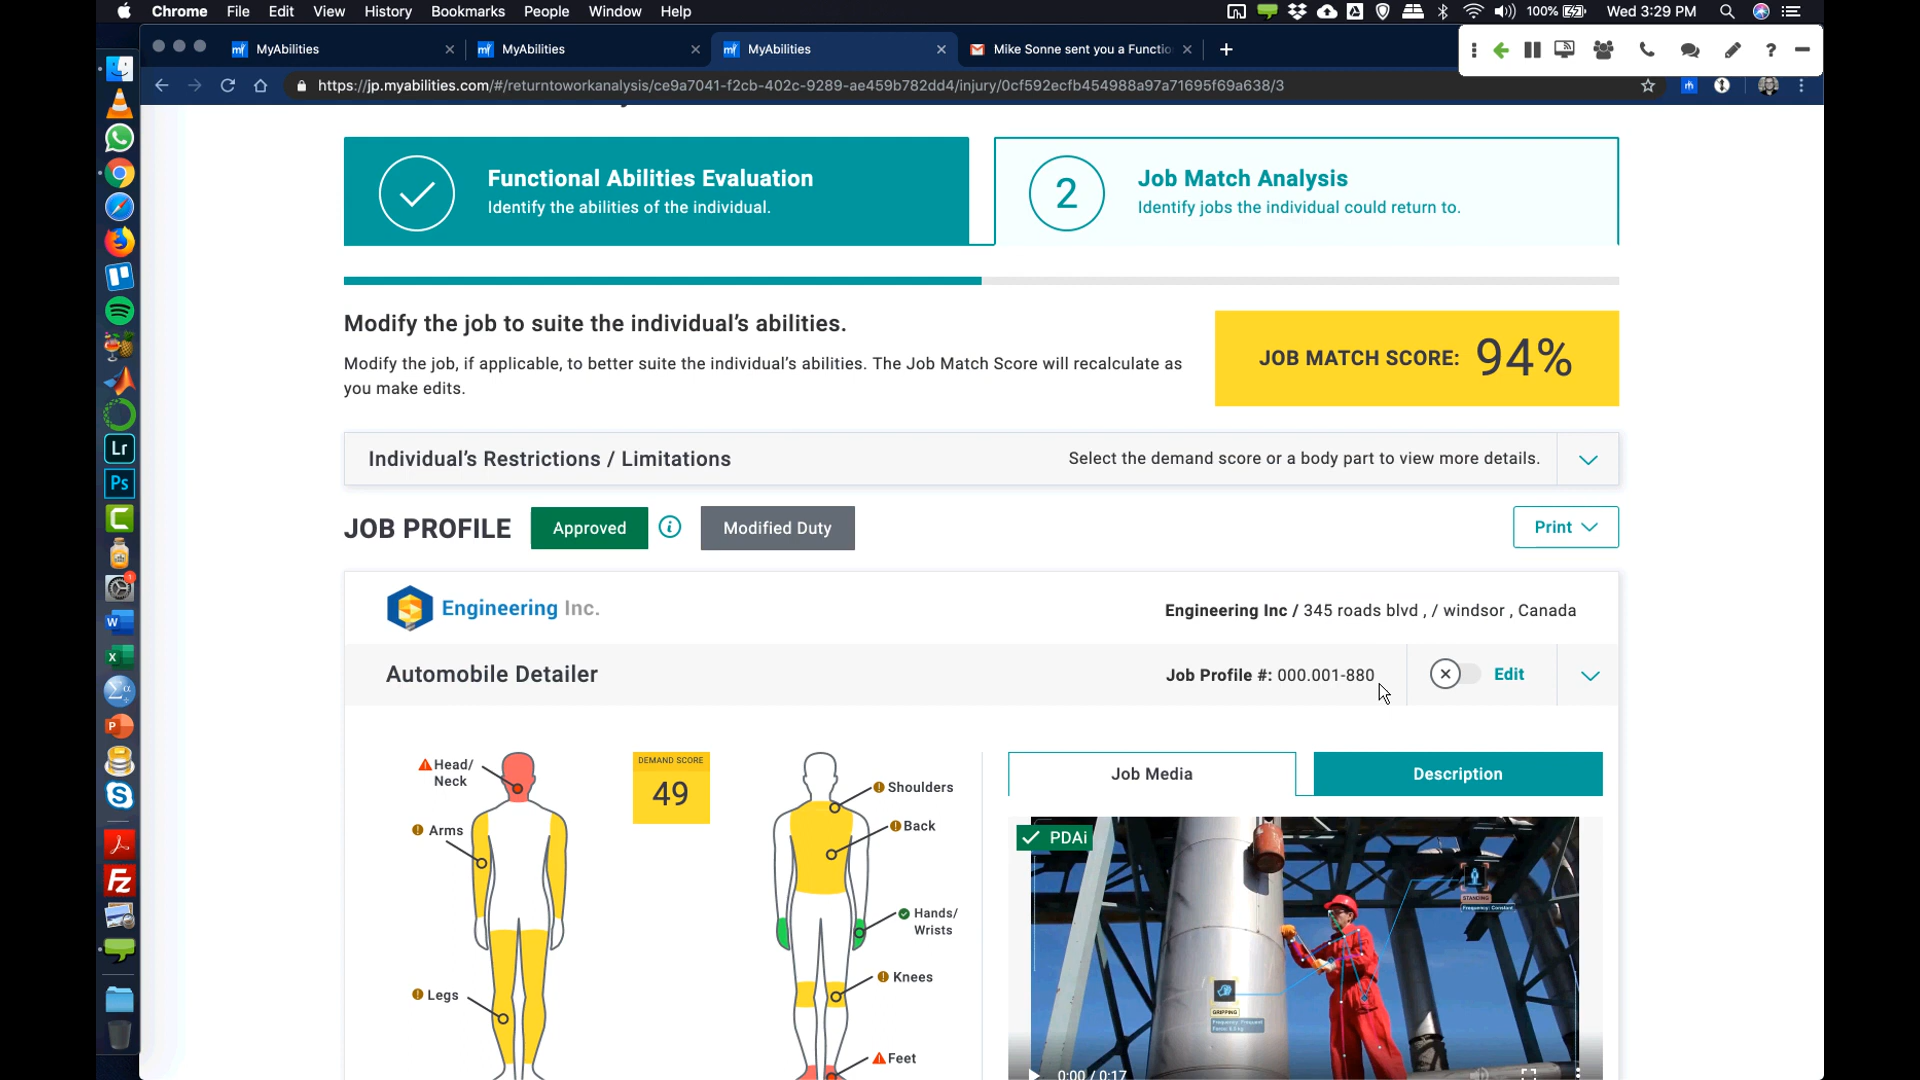 Chrome File Edit View History Bookmarks People Window Help
100% Wed 3:29 PM
MyAbilities
MyAbilities
MyAbilities
Mike Sonne sent you a Functio
https://jp.myabilities.com/#/returntoworkanalysis/ce9a7041-f2cb-402c-9289-ae459b782dd4/injury/0cf592ecfb454988a97a71695f69a638/3
Functional Abilities Evaluation
Identify the abilities of the individual.
2
Job Match Analysis
Identify jobs the individual could return to.
Modify the job to suite the individual's abilities.
Modify the job, if applicable, to better suite the individual's abilities. The Job Match Score will recalculate as
you make edits.
JOB MATCH SCORE: 94%
Individual's Restrictions / Limitations
Select the demand score or a body part to view more details.
JOB PROFILE
Approved
Modified Duty
Print
Engineering Inc.
Engineering Inc / 345 roads blvd , / windsor , Canada
Automobile Detailer
Job Profile #: 000.001-880
Edit
Head/
Neck
Arms
Legs
DEMAND SCORE
49
Shoulders
Back
Hands/
Wrists
Knees
Feet
Job Media
Description
PDAi
STANDING
Frequency: Constant
GRIPPING
0:00 / 0:17
Lr
Ps